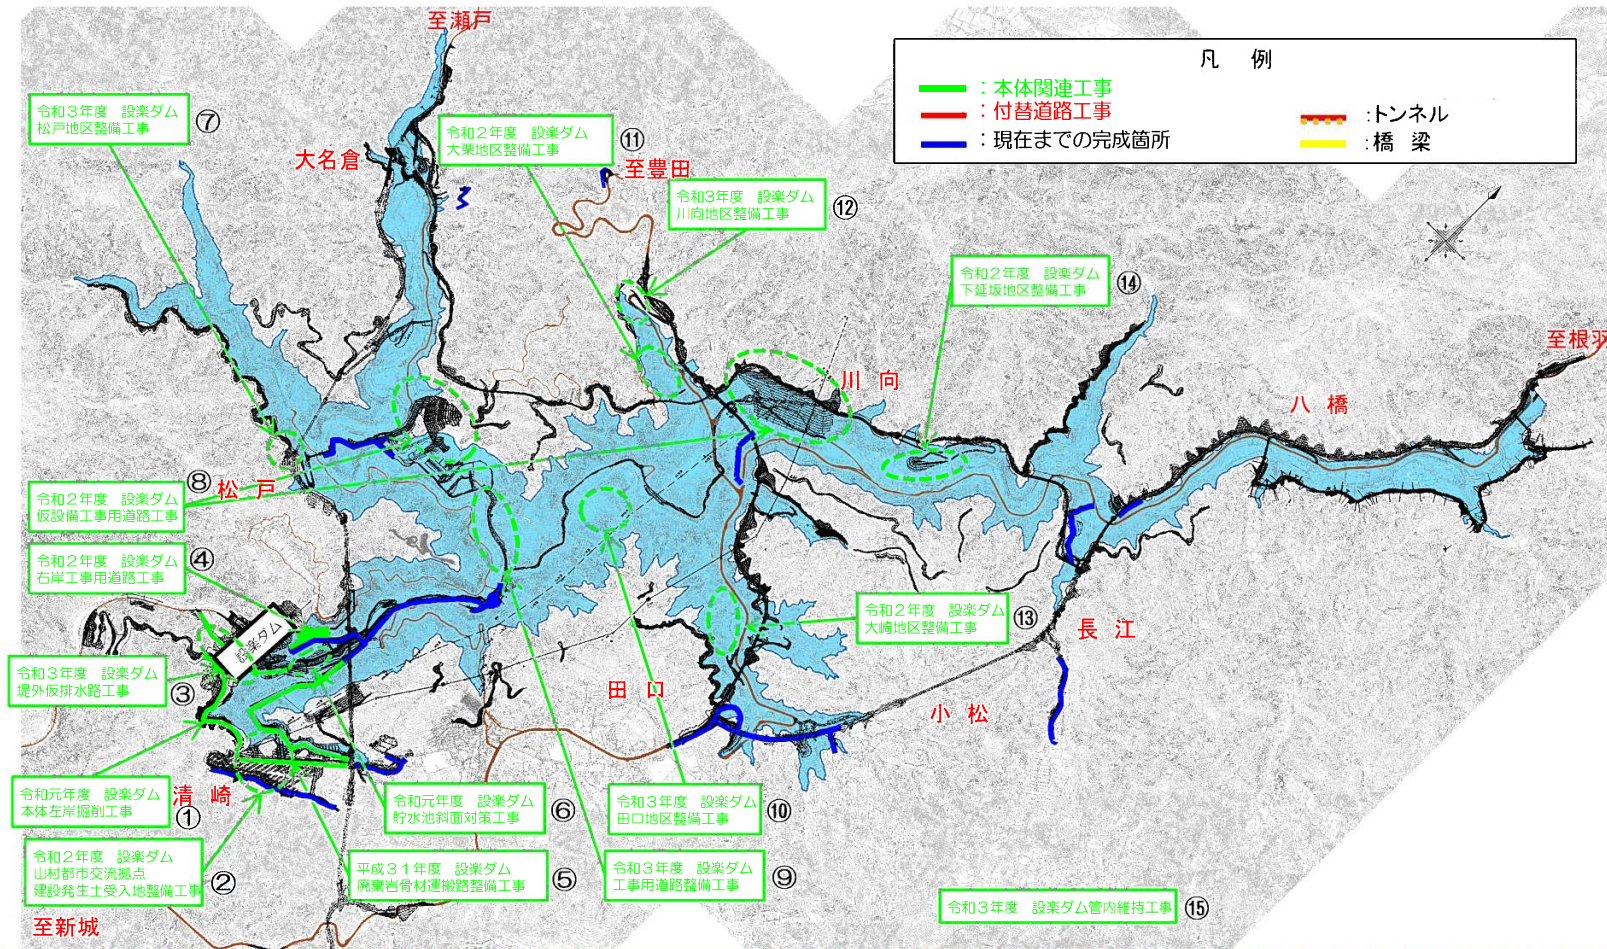 至瀬戸
凡 例
：本体関連工事
：付替道路工事
：現在までの完成箇所
：トンネル
：橋 梁
令和３年度 設楽ダム
松戸地区整備工事
⑦
大名倉
令和２年度 設楽ダム
大栗地区整備工事
⑪
至豊田
令和3年度 設楽ダム
川向地区整備工事
⑫
令和２年度 設楽ダム
下延坂地区整備工事
⑭
至根羽
川 向
八 橋
⑧
松 戸
令和２年度 設楽ダム
仮設備工事用道路工事
令和２年度 設楽ダム
右岸工事用道路工事
④
設楽ダム
令和２年度 設楽ダム
大崎地区整備工事
⑬
長 江
令和３年度 設楽ダム
堤外仮排水路工事
③
田 口
小 松
令和元年度 設楽ダム
本体左岸掘削工事
清 崎
①
令和元年度 設楽ダム
貯水池斜面対策工事
⑥
令和３年度 設楽ダム
田口地区整備工事
⑩
令和２年度 設楽ダム
山村都市交流拠点
建設発生土受入地整備工事
②
平成３１年度 設楽ダム
廃棄岩骨材運搬路整備工事
⑤
令和３年度 設楽ダム
工事用道路整備工事
⑨
令和３年度 設楽ダム管内維持工事
⑮
至新城